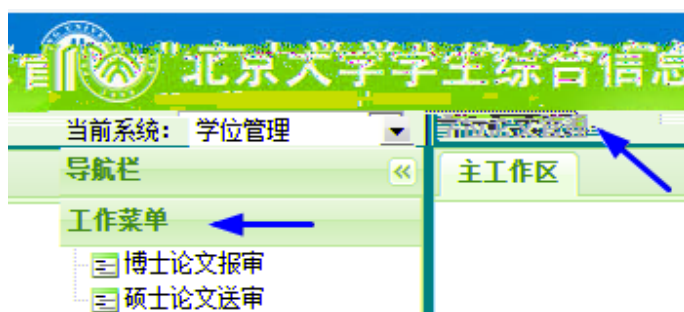 北京大学学生综合信息
当前系统： 学位管理
导航栏
主工作区
工作菜单
博士论文报审
硕士论文送审